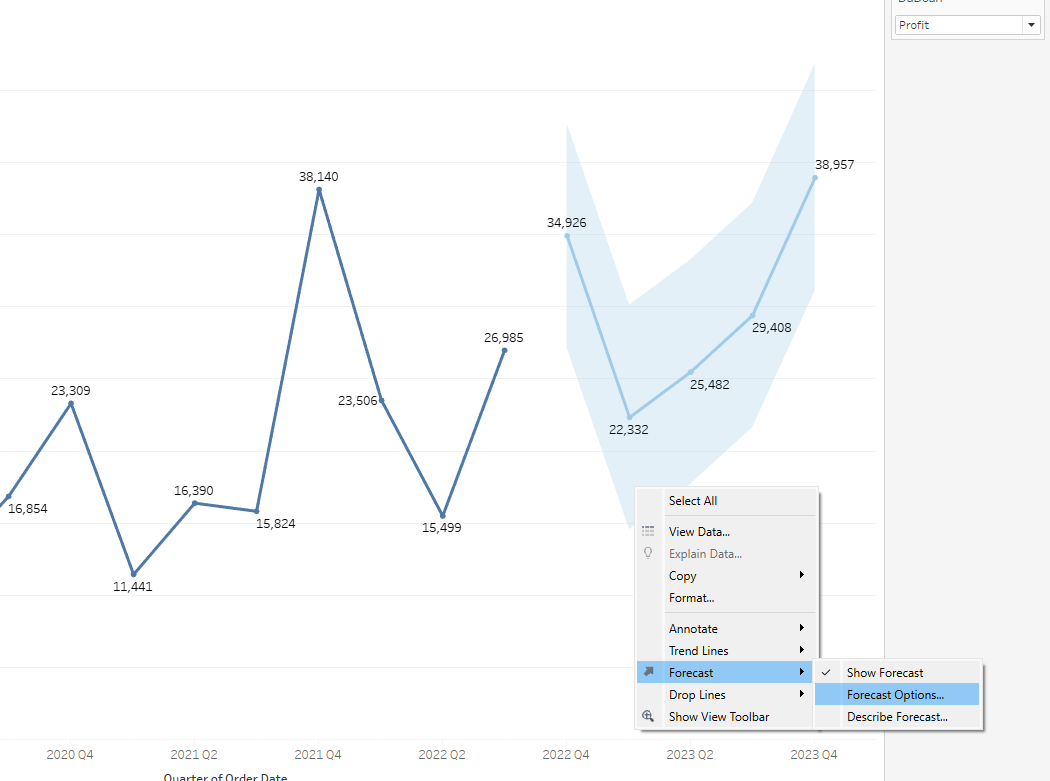 Profit
38,957
38,140
34,926
26,985
29,408
25,482
23,309
23,506
22,332
16,854
16,390
15,824
15,499
11,441
Select All
View Data...
Explain Data...
Copy
Format...
Annotate
Trend Lines
Forecast
Drop Lines
Show View Toolbar
Show Forecast
Forecast Options...
Describe Forecast...
2020 Q4 2021 Q2 2021 Q4 2022 Q2 2022 Q4 2023 Q2 2023 Q4
Quarter of Order Date